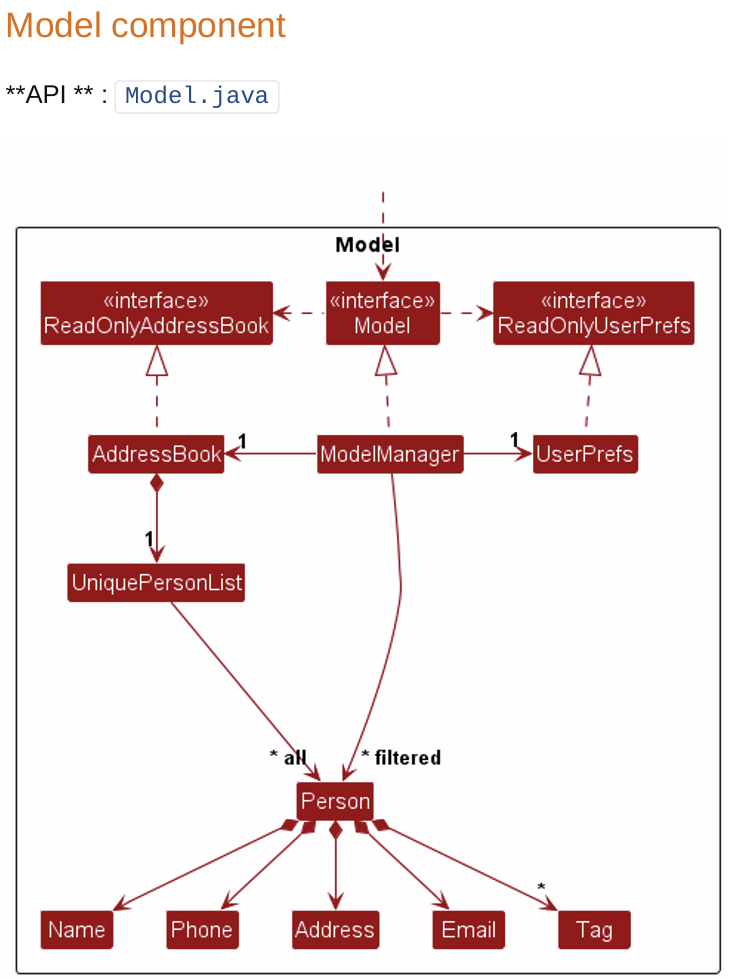 Model component
**API ** : Model.java
Model
«interface»
ReadOnlyAddressBook
«interface»
Model
«interface»
ReadOnlyUserPrefs
AddressBook
1
ModelManager
1
UserPrefs
1
UniquePersonList
* all
* filtered
Person
*
Name
Phone
Address
Email
Tag